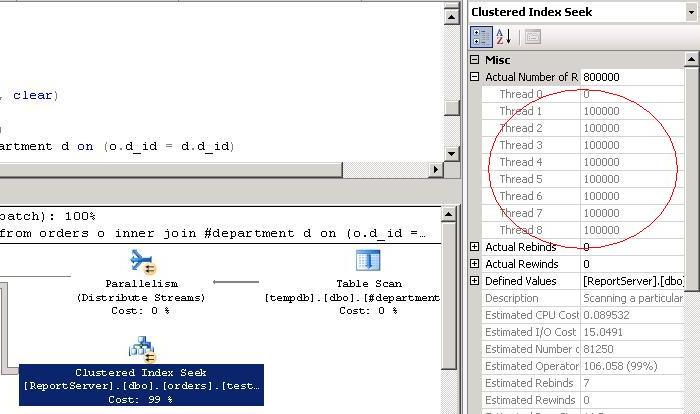 Clustered Index Seek
Misc
Actual Number of R 800000
Thread 0 0
Thread 1 100000
Thread 2 100000
Thread 3 100000
Thread 4 100000
Thread 5 100000
Thread 6 100000
Thread 7 100000
Thread 8 100000
Actual Rebinds 0
Actual Rewinds 0
Defined Values [ReportServer].[dbo]
Description Scanning a particular
Estimated CPU Cost 0.089532
Estimated I/O Cost 15.0491
Estimated Number o 81250
Estimated Operator 106.058 (99%)
Estimated Rebinds 7
Estimated Rewinds 0
, clear)
artment d on (o.d_id = d.d_id)
batch): 100%
from orders o inner join #department d on (o.d_id =…
Parallelism
(Distribute Streams)
Cost: 0 %
Table Scan
[tempdb].[dbo].[#department
Cost: 0 %
Clustered Index Seek
[ReportServer].[dbo].[orders].[test…
Cost: 99 %